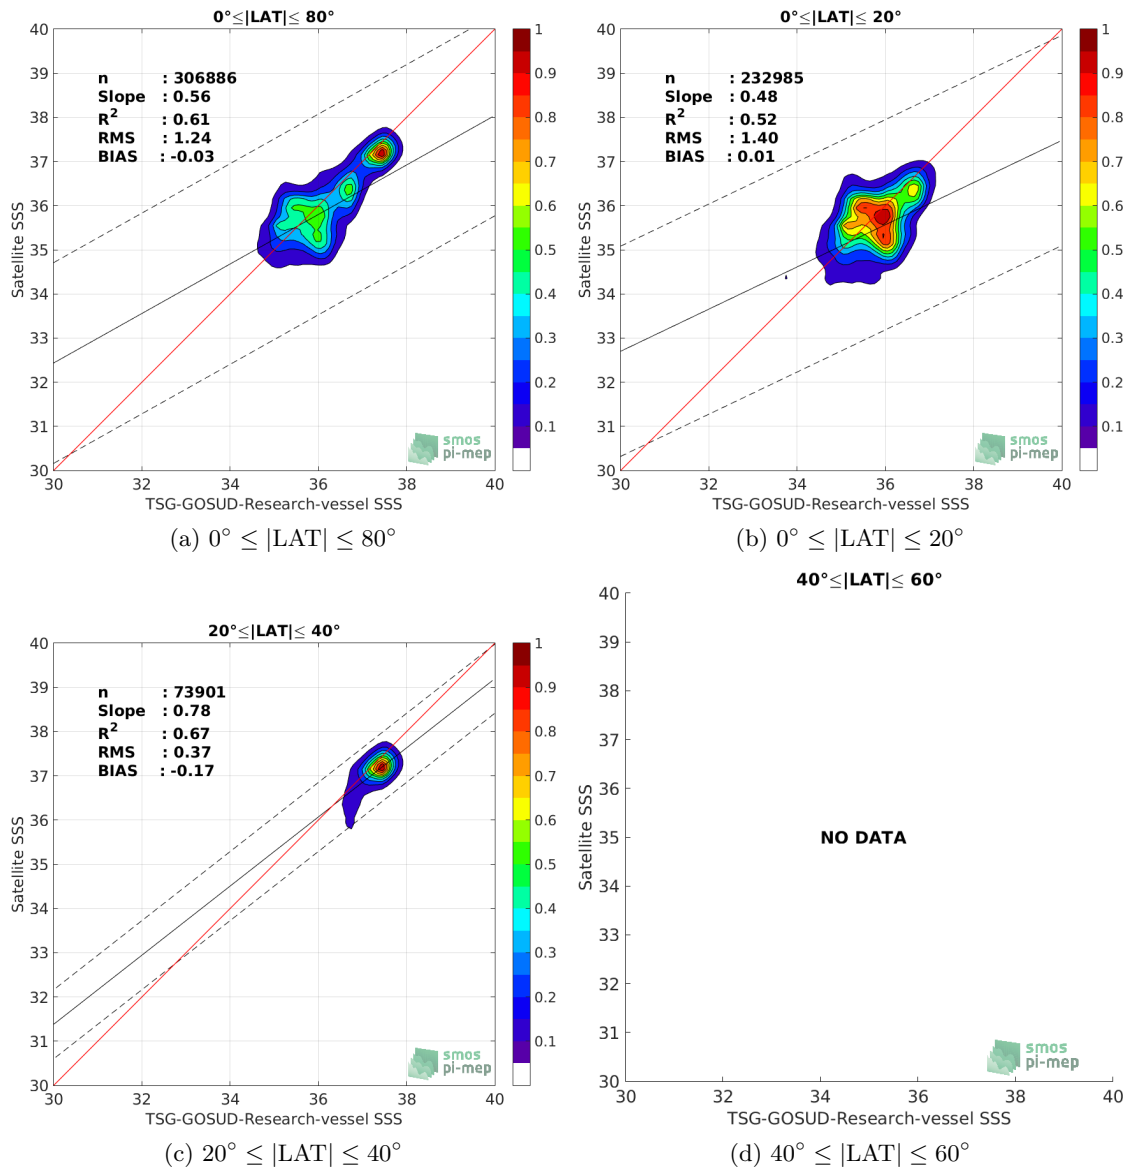 0°≤|LAT|≤ 80°
40
39
38
37
36
35
34
33
32
31
30
30
32
34
36
38
40
Satellite SSS
TSG-GOSUD-Research-vessel SSS
n : 306886
Slope : 0.56
R2 : 0.61
RMS : 1.24
BIAS : -0.03
1
0.9
0.8
0.7
0.6
0.5
0.4
0.3
0.2
0.1
smos
pi-mep
(a) 0° ≤ |LAT| ≤ 80°
0°≤|LAT|≤ 20°
40
39
38
37
36
35
34
33
32
31
30
30
32
34
36
38
40
Satellite SSS
TSG-GOSUD-Research-vessel SSS
n : 232985
Slope : 0.48
R2 : 0.52
RMS : 1.40
BIAS : 0.01
1
0.9
0.8
0.7
0.6
0.5
0.4
0.3
0.2
0.1
smos
pi-mep
(b) 0° ≤ |LAT| ≤ 20°
20°≤|LAT|≤ 40°
40
39
38
37
36
35
34
33
32
31
30
30
32
34
36
38
40
Satellite SSS
TSG-GOSUD-Research-vessel SSS
n : 73901
Slope : 0.78
R2 : 0.67
RMS : 0.37
BIAS : -0.17
1
0.9
0.8
0.7
0.6
0.5
0.4
0.3
0.2
0.1
smos
pi-mep
(c) 20° ≤ |LAT| ≤ 40°
40°≤|LAT|≤ 60°
40
39
38
37
36
35
34
33
32
31
30
30
32
34
36
38
40
Satellite SSS
TSG-GOSUD-Research-vessel SSS
NO DATA
smos
pi-mep
(d) 40° ≤ |LAT| ≤ 60°